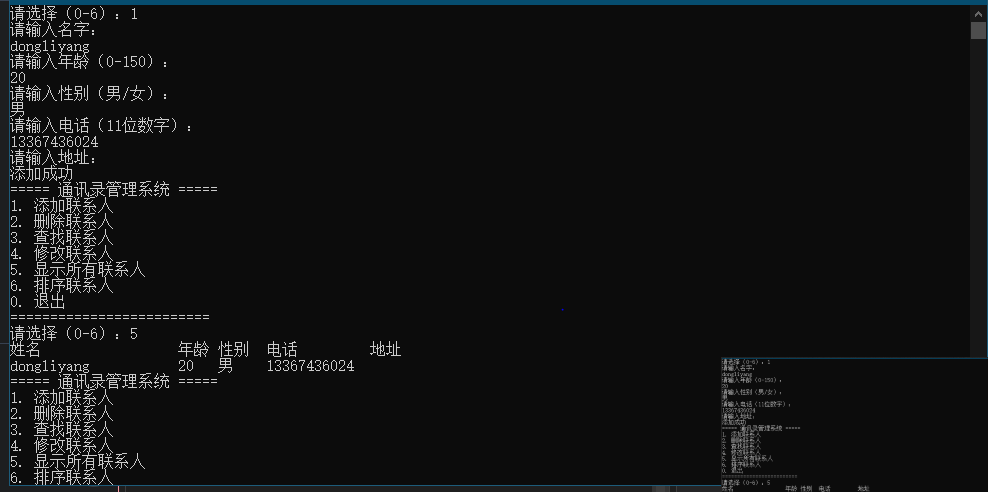 请选择（0-6）：1
请输入名字：
dongliyang
请输入年龄（0-150）：
20
请输入性别（男/女）：
男
请输入电话（11位数字）：
13367436024
请输入地址：
添加成功
===== 通讯录管理系统 =====
1. 添加联系人
2. 删除联系人
3. 查找联系人
4. 修改联系人
5. 显示所有联系人
6. 排序联系人
0. 退出
=========================
请选择（0-6）：5
姓名 年龄 性别 电话 地址
dongliyang 20 男 13367436024
===== 通讯录管理系统 =====
1. 添加联系人
2. 删除联系人
3. 查找联系人
4. 修改联系人
5. 显示所有联系人
6. 排序联系人
请选择（0-6）：1
请输入名字：
dongliyang
请输入年龄（0-150）：
20
请输入性别（男/女）：
男
请输入电话（11位数字）：
13367436024
请输入地址：
添加成功
===== 通讯录管理系统 =====
1. 添加联系人
2. 删除联系人
3. 查找联系人
4. 修改联系人
5. 显示所有联系人
6. 排序联系人
0. 退出
=========================
请选择（0-6）：5
姓名 年龄 性别 电话 地址